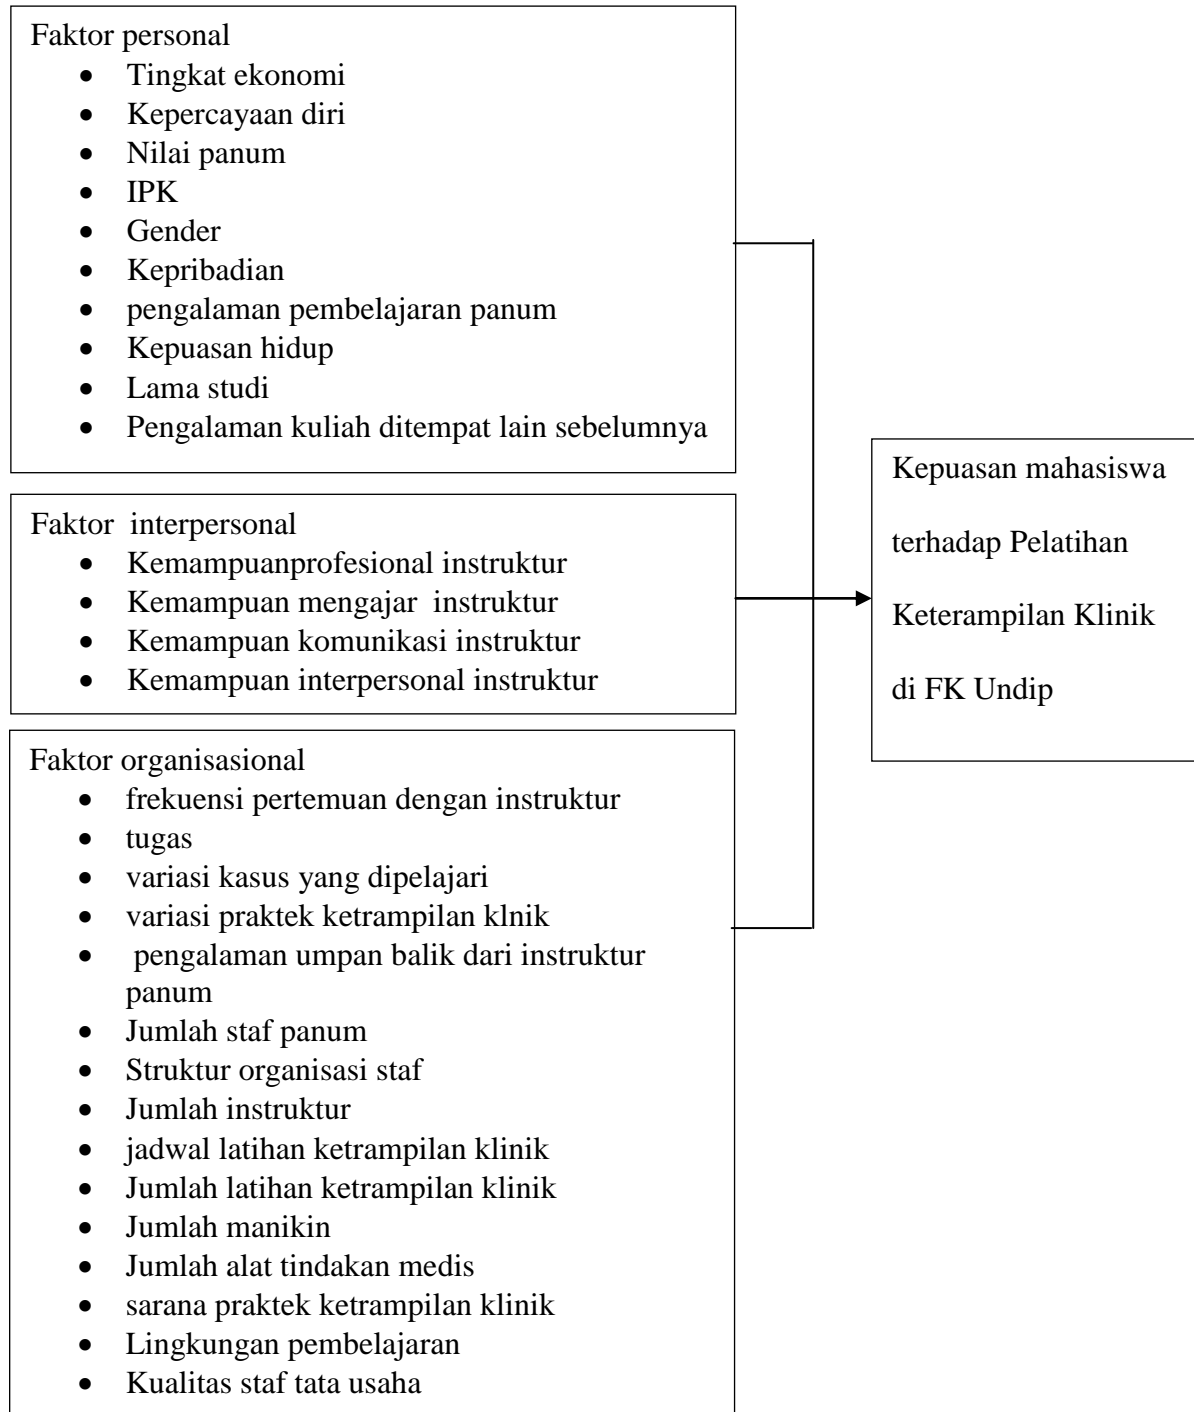 Faktor personal
• Tingkat ekonomi
• Kepercayaan diri
• Nilai panum
• IPK
• Gender
• Kepribadian
• pengalaman pembelajaran panum
• Kepuasan hidup
• Lama studi
• Pengalaman kuliah ditempat lain sebelumnya
Faktor interpersonal
• Kemampuanprofesional instruktur
• Kemampuan mengajar instruktur
• Kemampuan komunikasi instruktur
• Kemampuan interpersonal instruktur
Faktor organisasional
• frekuensi pertemuan dengan instruktur
• tugas
• variasi kasus yang dipelajari
• variasi praktek ketrampilan klnik
• pengalaman umpan balik dari instruktur
panum
• Jumlah staf panum
• Struktur organisasi staf
• Jumlah instruktur
• jadwal latihan ketrampilan klinik
• Jumlah latihan ketrampilan klinik
• Jumlah manikin
• Jumlah alat tindakan medis
• sarana praktek ketrampilan klinik
• Lingkungan pembelajaran
• Kualitas staf tata usaha
Kepuasan mahasiswa
terhadap Pelatihan
Keterampilan Klinik
di FK Undip